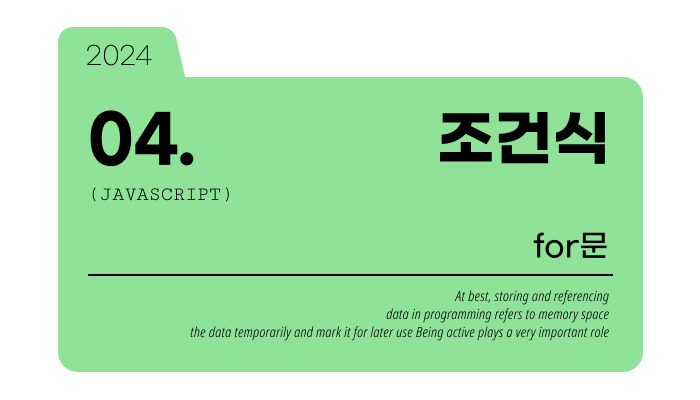 2024
04.
조건식
(JAVASCRIPT)
for문
At best, storing and referencing
data in programming refers to memory space
the data temporarily and mark it for later use Being active plays a very important role